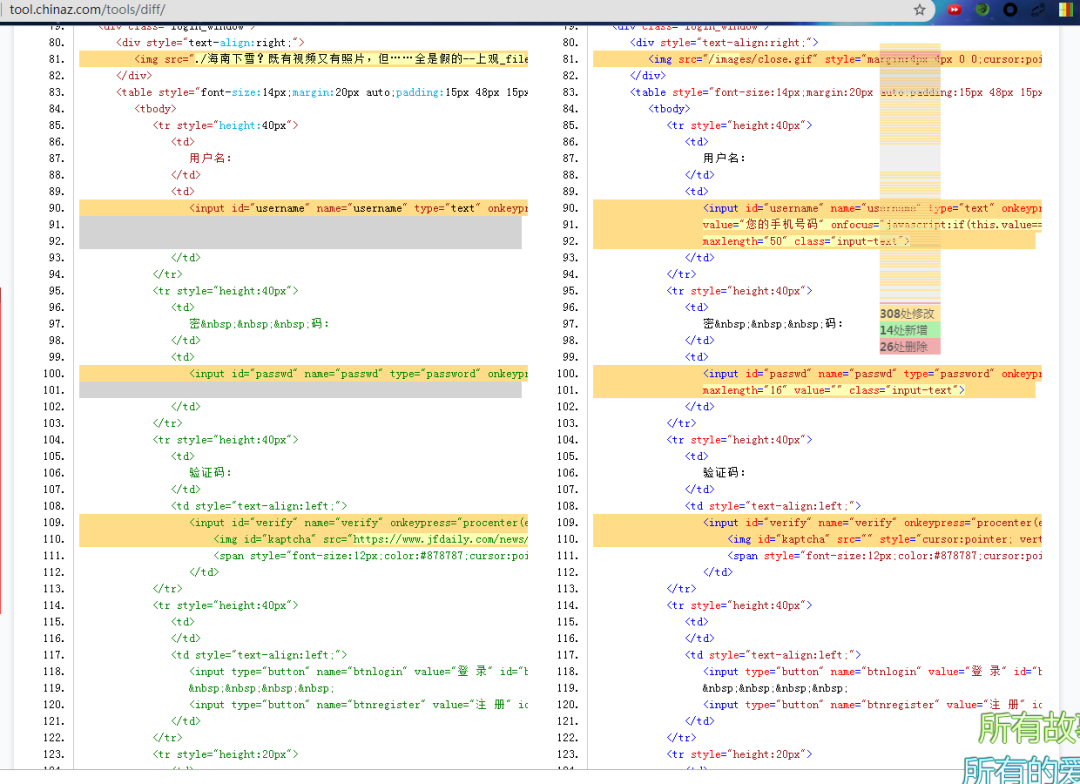 tool.chinaz.com/tools/diff/
80. <div style="text-align:right;">
81. <img src="./海南下雪?既有视频又有照片，但……全是假的--上观_file
82. </div>
83. <table style="font-size:14px;margin:20px auto;padding:15px 48px 15px
84. <tbody>
85. <tr style="height:40px">
86. <td>
87. 用户名:
88. </td>
89. <td>
90. <input id="username" name="username" type="text" onkeypr
91.
92.
93. </td>
94. </tr>
95. <tr style="height:40px">
96. <td>
97. 密&nbsp;&nbsp;&nbsp;码:
98. </td>
99. <td>
100. <input id="passwd" name="passwd" type="password" onkeypr
101.
102. </td>
103. </tr>
104. <tr style="height:40px">
105. <td>
106. 验证码:
107. </td>
108. <td style="text-align:left;">
109. <input id="verify" name="verify" onkeypress="procenter(e
110. <img id="kaptcha" src="https://www.jfdaily.com/news/
111. <span style="font-size:12px;color:#878787;cursor:poi
112. </td>
113. </tr>
114. <tr style="height:40px">
115. <td>
116. </td>
117. <td style="text-align:left;">
118. <input type="button" name="btnlogin" value="登 录" id="b
119. &nbsp;&nbsp;&nbsp;&nbsp;
120. <input type="button" name="btnregister" value="注 册" id
121. </td>
122. </tr>
123. <tr style="height:20px">
80. <div style="text-align:right;">
81. <img src="/images/close.gif" style="margin:4px 4px 0 0;cursor:poi
82. </div>
83. <table style="font-size:14px;margin:20px auto;padding:15px 48px 15px
84. <tbody>
85. <tr style="height:40px">
86. <td>
87. 用户名:
88. </td>
89. <td>
90. <input id="username" name="username" type="text" onkeypr
91. value="您的手机号码" onfocus="javascript:if(this.value==
92. maxlength="50" class="input-text">
93. </td>
94. </tr>
95. <tr style="height:40px">
96. <td>
97. 密&nbsp;&nbsp;&nbsp;码:
98. </td>
99. <td>
100. <input id="passwd" name="passwd" type="password" onkeypr
101. maxlength="16" value="" class="input-text">
102. </td>
103. </tr>
104. <tr style="height:40px">
105. <td>
106. 验证码:
107. </td>
108. <td style="text-align:left;">
109. <input id="verify" name="verify" onkeypress="procenter(e
110. <img id="kaptcha" src="" style="cursor:pointer; vert
111. <span style="font-size:12px;color:#878787;cursor:poi
112. </td>
113. </tr>
114. <tr style="height:40px">
115. <td>
116. </td>
117. <td style="text-align:left;">
118. <input type="button" name="btnlogin" value="登 录" id="b
119. &nbsp;&nbsp;&nbsp;&nbsp;
120. <input type="button" name="btnregister" value="注 册" id
121. </td>
122. </tr>
123. <tr style="height:20px">
308处修改
14处新增
26处删除
所有故
所有的爱